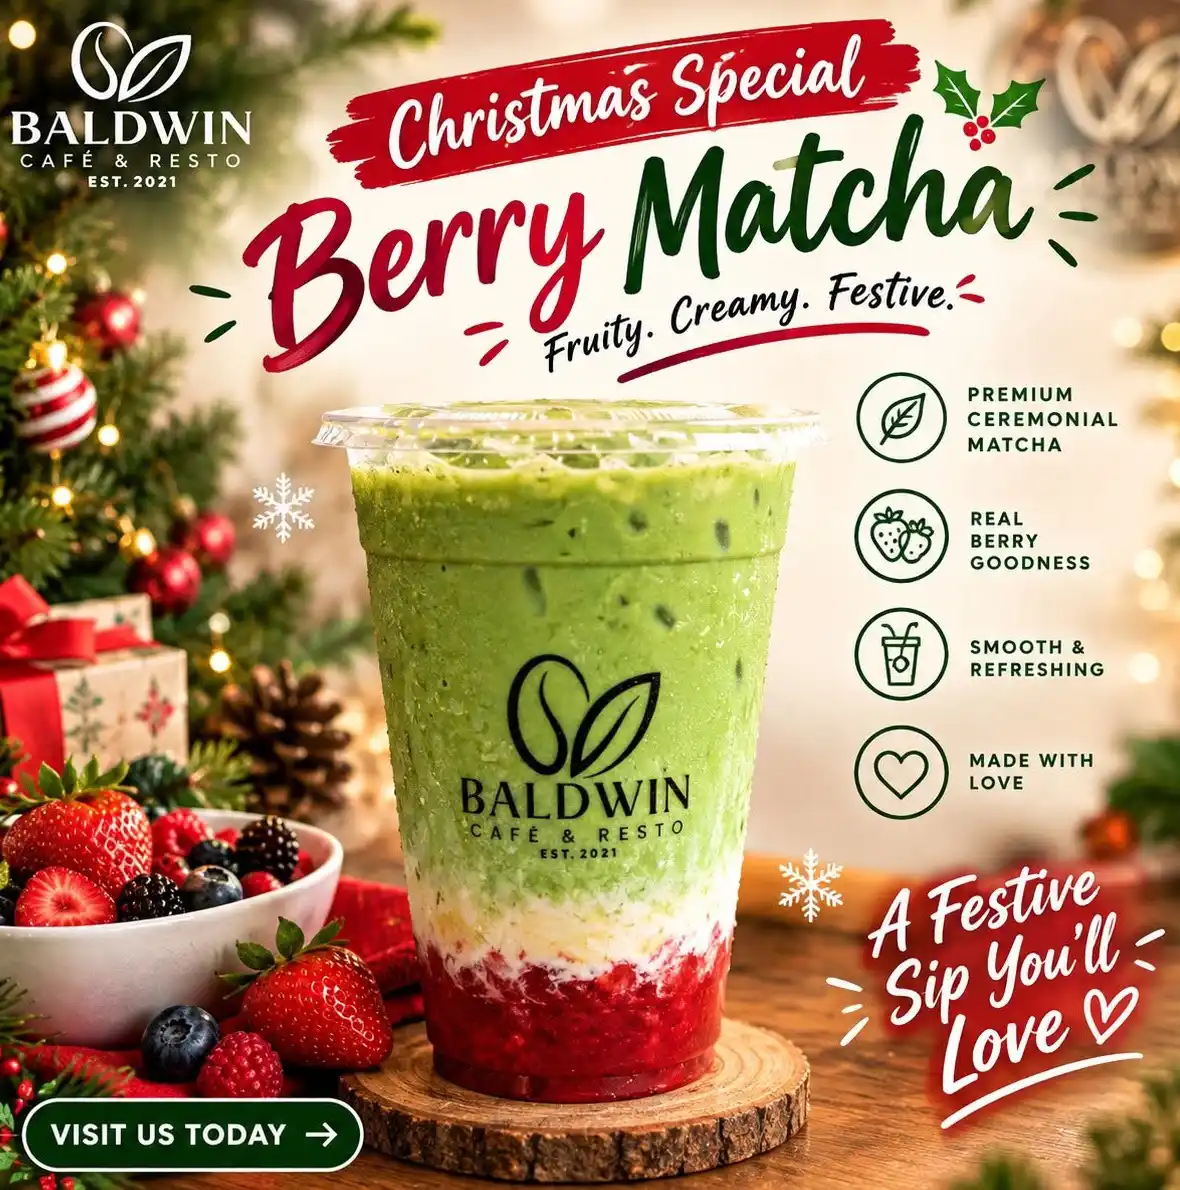 BALDWIN
CAFÉ & RESTO
EST. 2021
Christmas Special
Berry Matcha
Fruity. Creamy. Festive.
PREMIUM
CEREMONIAL
MATCHA
REAL
BERRY
GOODNESS
SMOOTH &
REFRESHING
MADE WITH
LOVE
BALDWIN
CAFÉ & RESTO
EST. 2021
A Festive
Sip You'll
Love
VISIT US TODAY →